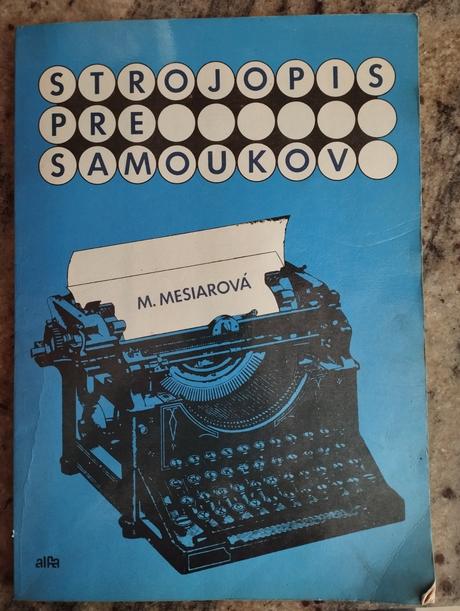 STROJOPIS
PRE
SAMOUKOV
M. MESIAROVÁ
alfa